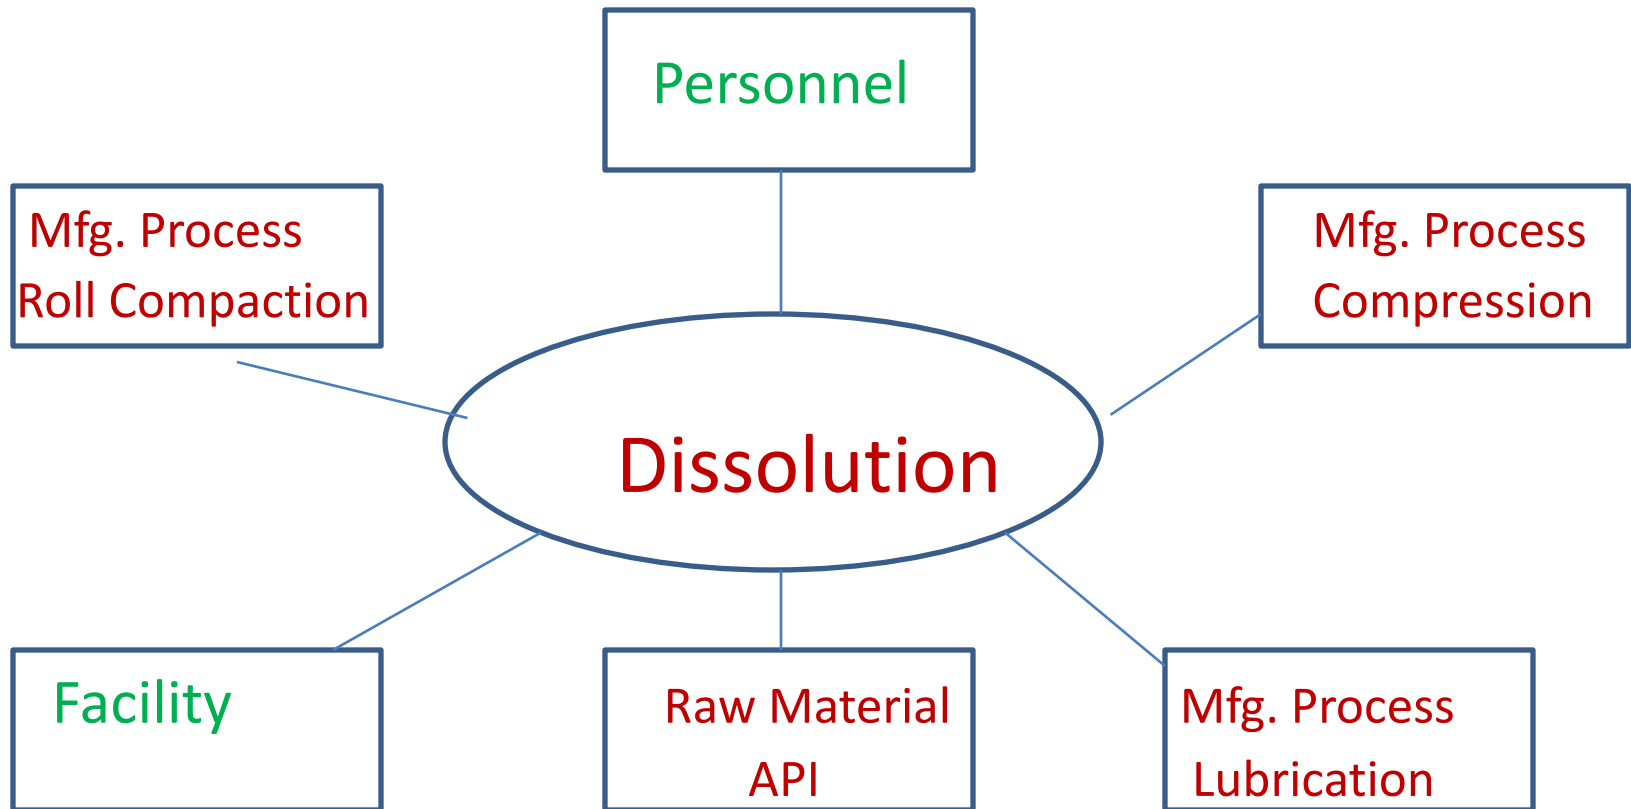 Personnel
Mfg. Process
Roll Compaction
Mfg. Process
Compression
Dissolution
Facility
Raw Material
API
Mfg. Process
Lubrication